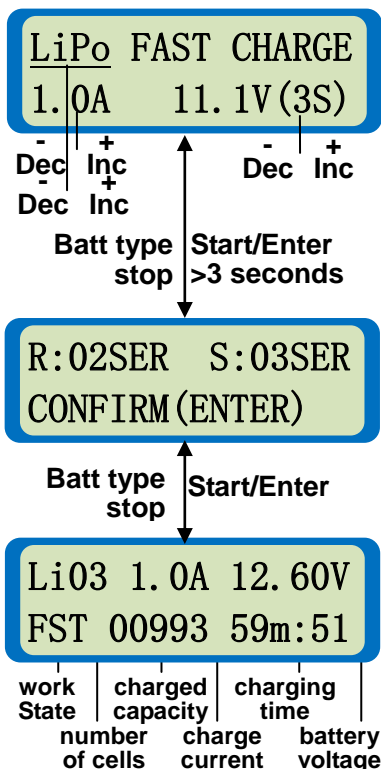 LiPo FAST CHARGE
1.0A 11.1V(3S)
- + - +
Dec Inc Dec Inc
- +
Dec Inc
Batt type Start/Enter
stop >3 seconds
R:02SER S:03SER
CONFIRM(ENTER)
Batt type Start/Enter
stop
Li03 1.0A 12.60V
FST 00993 59m:51
work charged charging
State capacity time
number charge battery
of cells current voltage